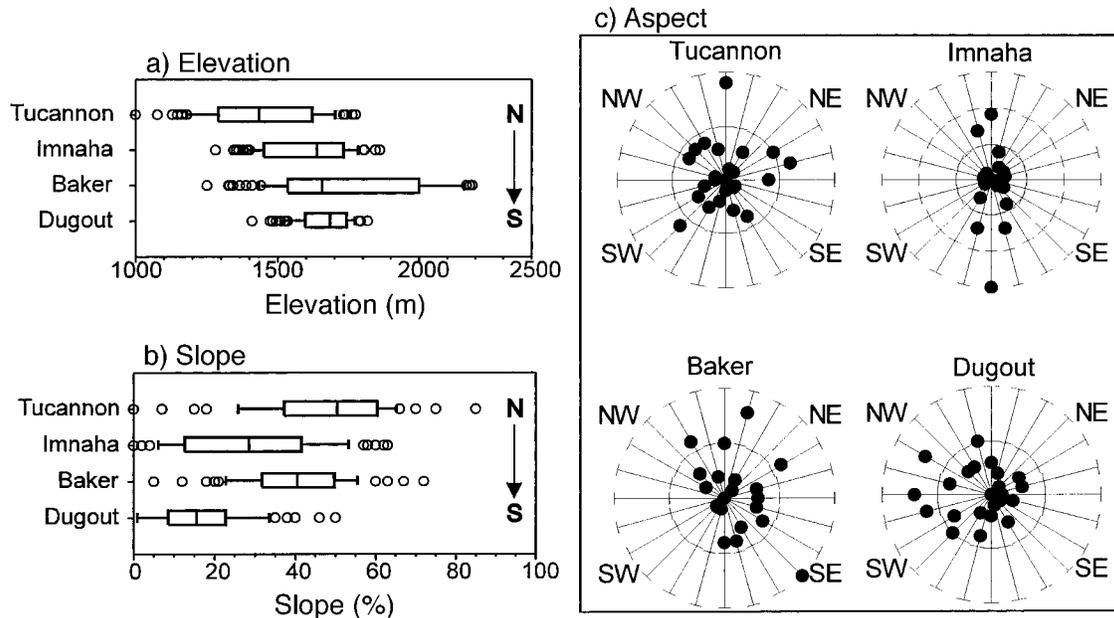 a) Elevation
Tucannon
Imnaha
Baker
Dugout
N
S
1000 1500 2000 2500
Elevation (m)
b) Slope
Tucannon
Imnaha
Baker
Dugout
N
S
0 20 40 60 80 100
Slope (%)
c) Aspect
Tucannon
NW NE
SW SE
Imnaha
NW NE
SW SE
Baker
NW NE
SW SE
Dugout
NW NE
SW SE